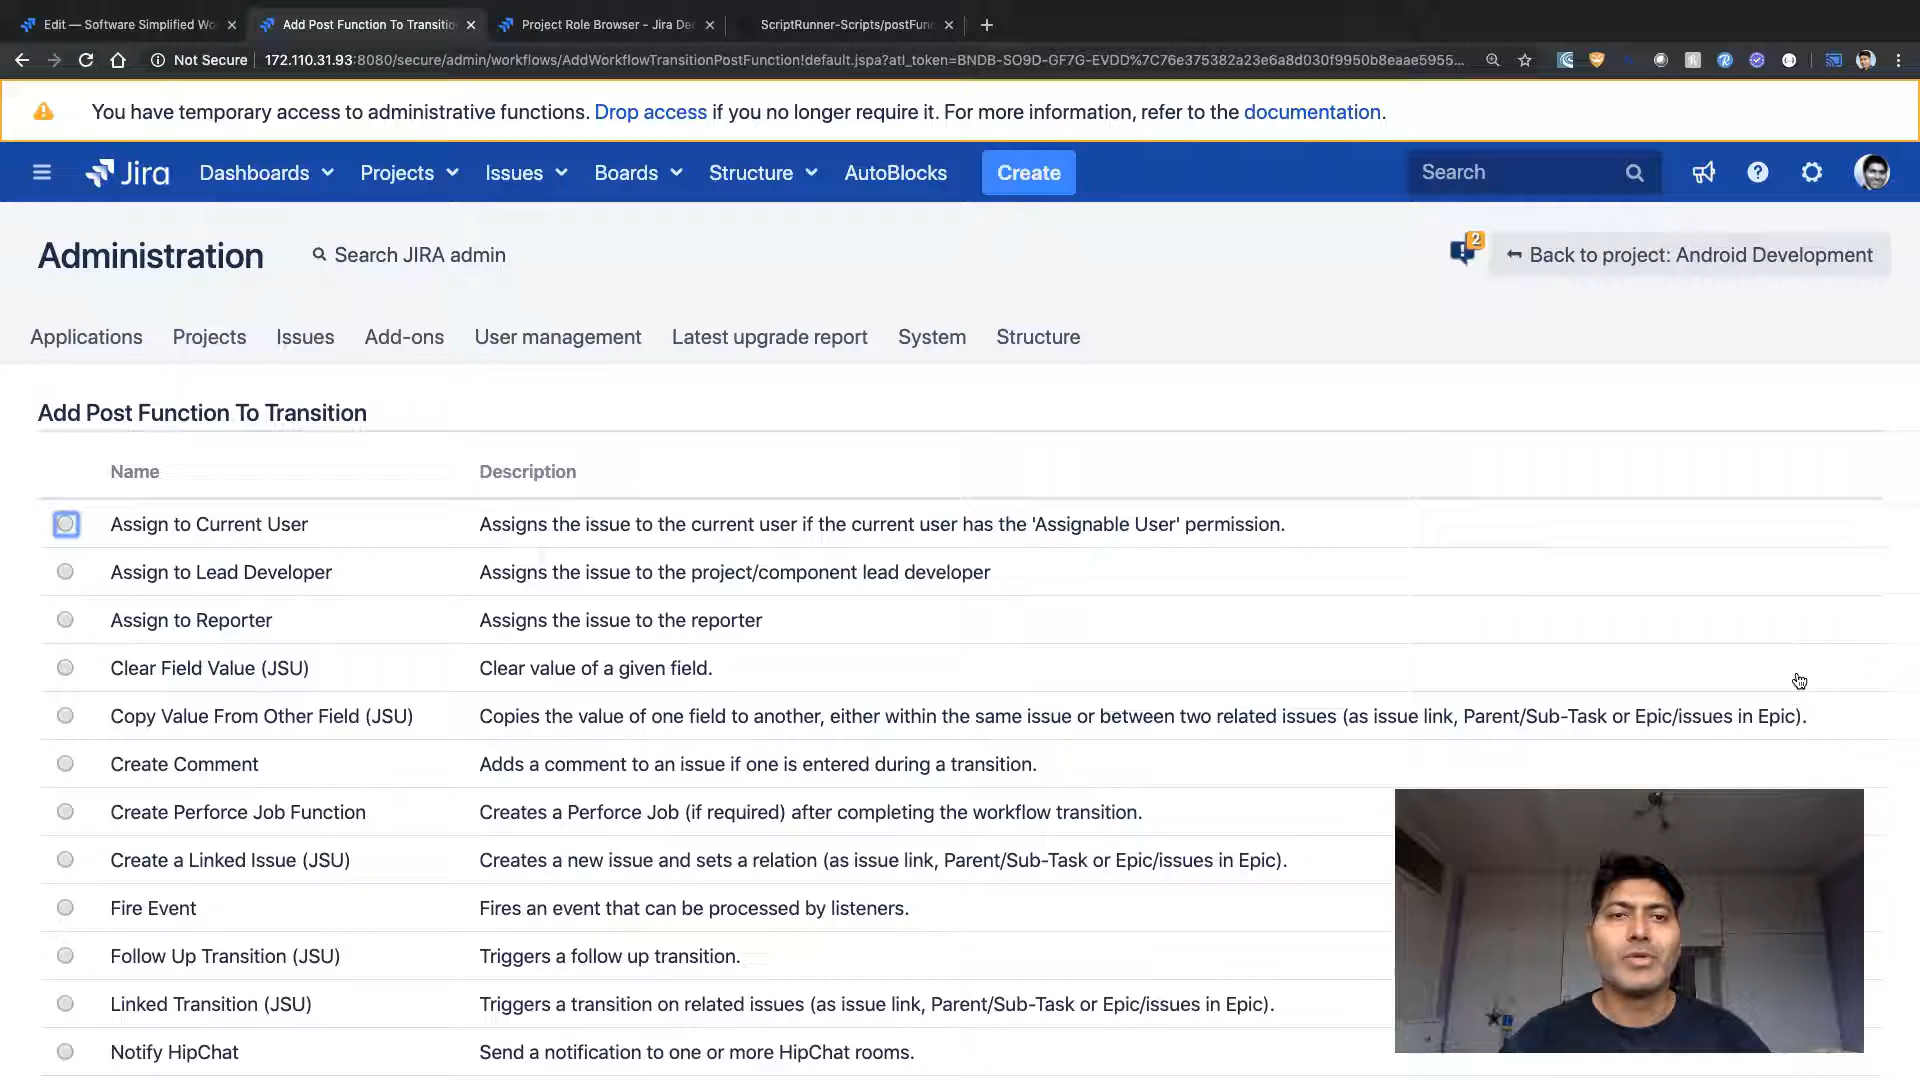 Edit — Software Simplified Wo
Add Post Function To Transitio
Project Role Browser - Jira De
ScriptRunner-Scripts/postFun
Not Secure
172.110.31.93:8080/secure/admin/workflows/AddWorkflowTransitionPostFunction!default.jspa?atl_token=BNDB-SO9D-GF7G-EVDD%7C76e375382a23e6a8d030f9950b8eaae5955...
You have temporary access to administrative functions. Drop access if you no longer require it. For more information, refer to the documentation.
Jira Dashboards Projects Issues Boards Structure AutoBlocks Create Search
Administration Search JIRA admin 2 Back to project: Android Development
Applications Projects Issues Add-ons User management Latest upgrade report System Structure
Add Post Function To Transition
Name Description
Assign to Current User Assigns the issue to the current user if the current user has the 'Assignable User' permission.
Assign to Lead Developer Assigns the issue to the project/component lead developer
Assign to Reporter Assigns the issue to the reporter
Clear Field Value (JSU) Clear value of a given field.
Copy Value From Other Field (JSU) Copies the value of one field to another, either within the same issue or between two related issues (as issue link, Parent/Sub-Task or Epic/issues in Epic).
Create Comment Adds a comment to an issue if one is entered during a transition.
Create Perforce Job Function Creates a Perforce Job (if required) after completing the workflow transition.
Create a Linked Issue (JSU) Creates a new issue and sets a relation (as issue link, Parent/Sub-Task or Epic/issues in Epic).
Fire Event Fires an event that can be processed by listeners.
Follow Up Transition (JSU) Triggers a follow up transition.
Linked Transition (JSU) Triggers a transition on related issues (as issue link, Parent/Sub-Task or Epic/issues in Epic).
Notify HipChat Send a notification to one or more HipChat rooms.